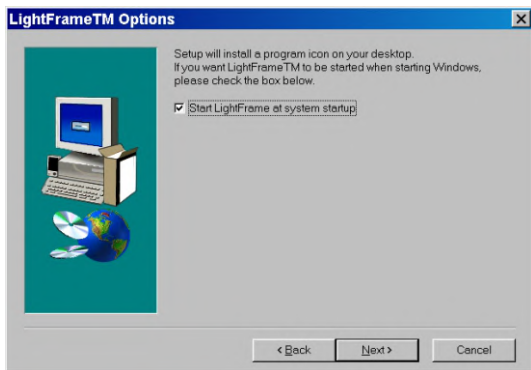 LightFrameTM Options
Setup will install a program icon on your desktop.
If you want LightFrameTM to be started when starting Windows,
please check the box below.
Start LightFrame at system startup
< Back
Next >
Cancel